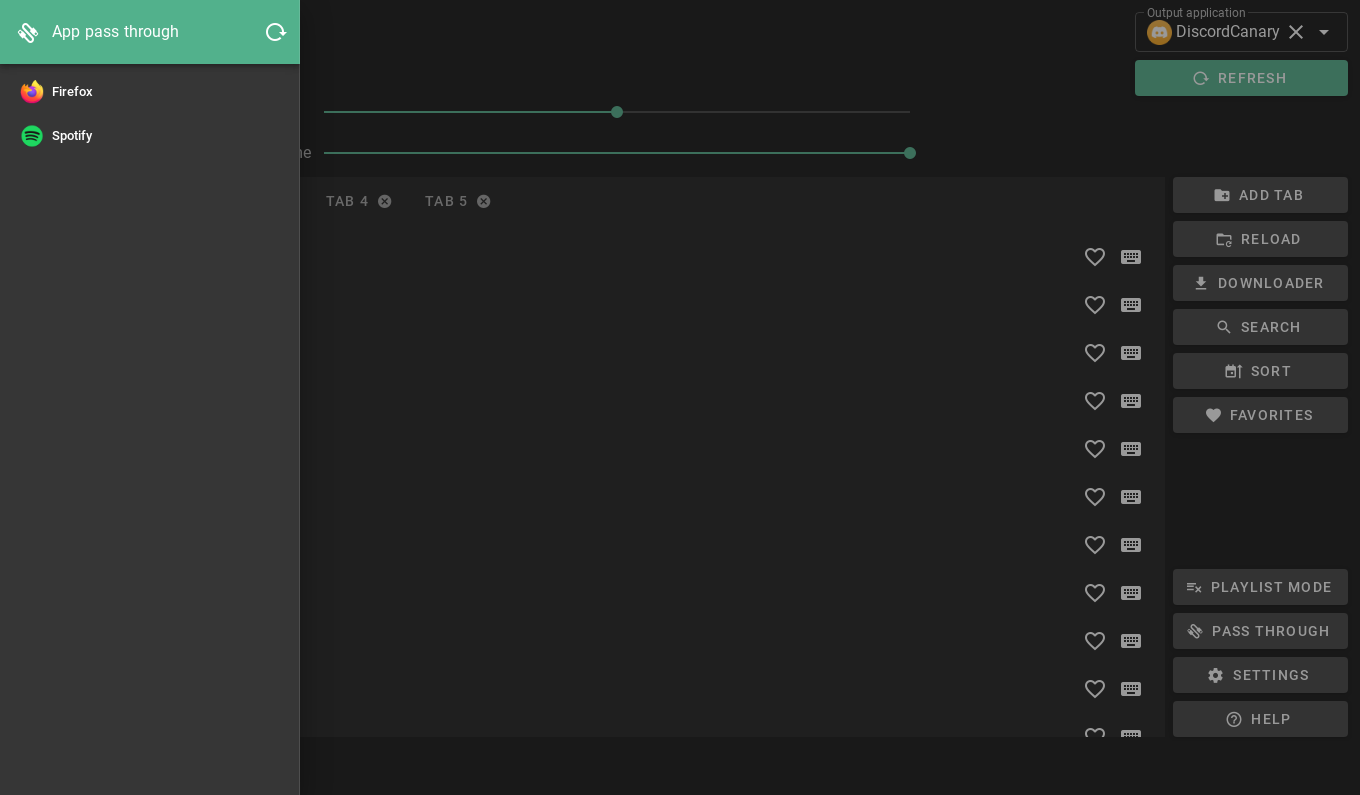 App pass through
Firefox
Spotify
Output application
DiscordCanary
REFRESH
TAB 4
TAB 5
ADD TAB
RELOAD
DOWNLOADER
SEARCH
SORT
FAVORITES
PLAYLIST MODE
PASS THROUGH
SETTINGS
HELP